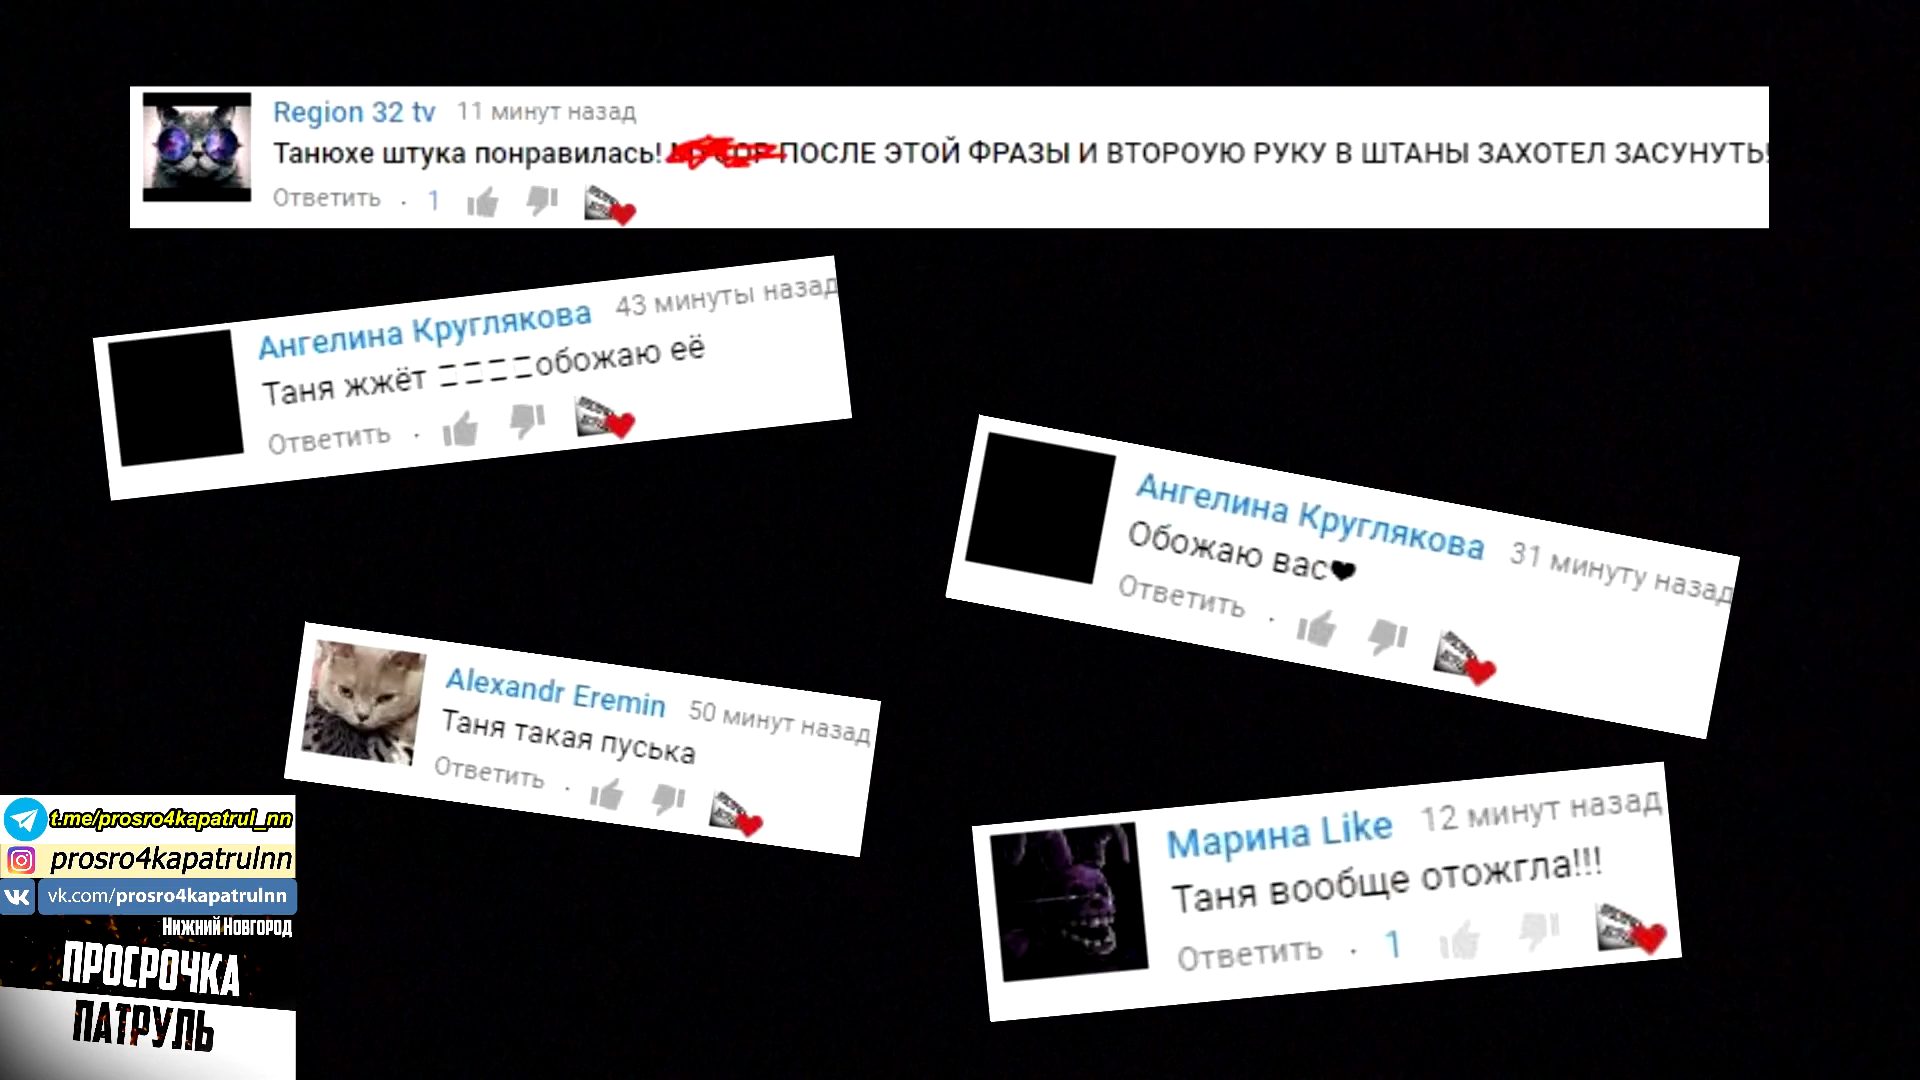 Region 32 tv 11 минут назад
Танюхе штука понравилась! ПОСЛЕ ЭТОЙ ФРАЗЫ И ВТОРОУЮ РУКУ В ШТАНЫ ЗАХОТЕЛ ЗАСУНУТЬ!
Ответить · 1
Ангелина Круглякова 43 минуты назад
Таня жжёт обожаю её
Ответить ·
Ангелина Круглякова 31 минуту назад
Обожаю вас❤
Ответить ·
Alexandr Eremin 50 минут назад
Таня такая пуська
Ответить ·
Марина Like 12 минут назад
Таня вообще отожгла!!!
Ответить · 1
t.me/prosro4kapatrul_nn
prosro4kapatrulnn
vk.com/prosro4kapatrulnn
Нижний Новгород
ПРОСРОЧКА
ПАТРУЛЬ